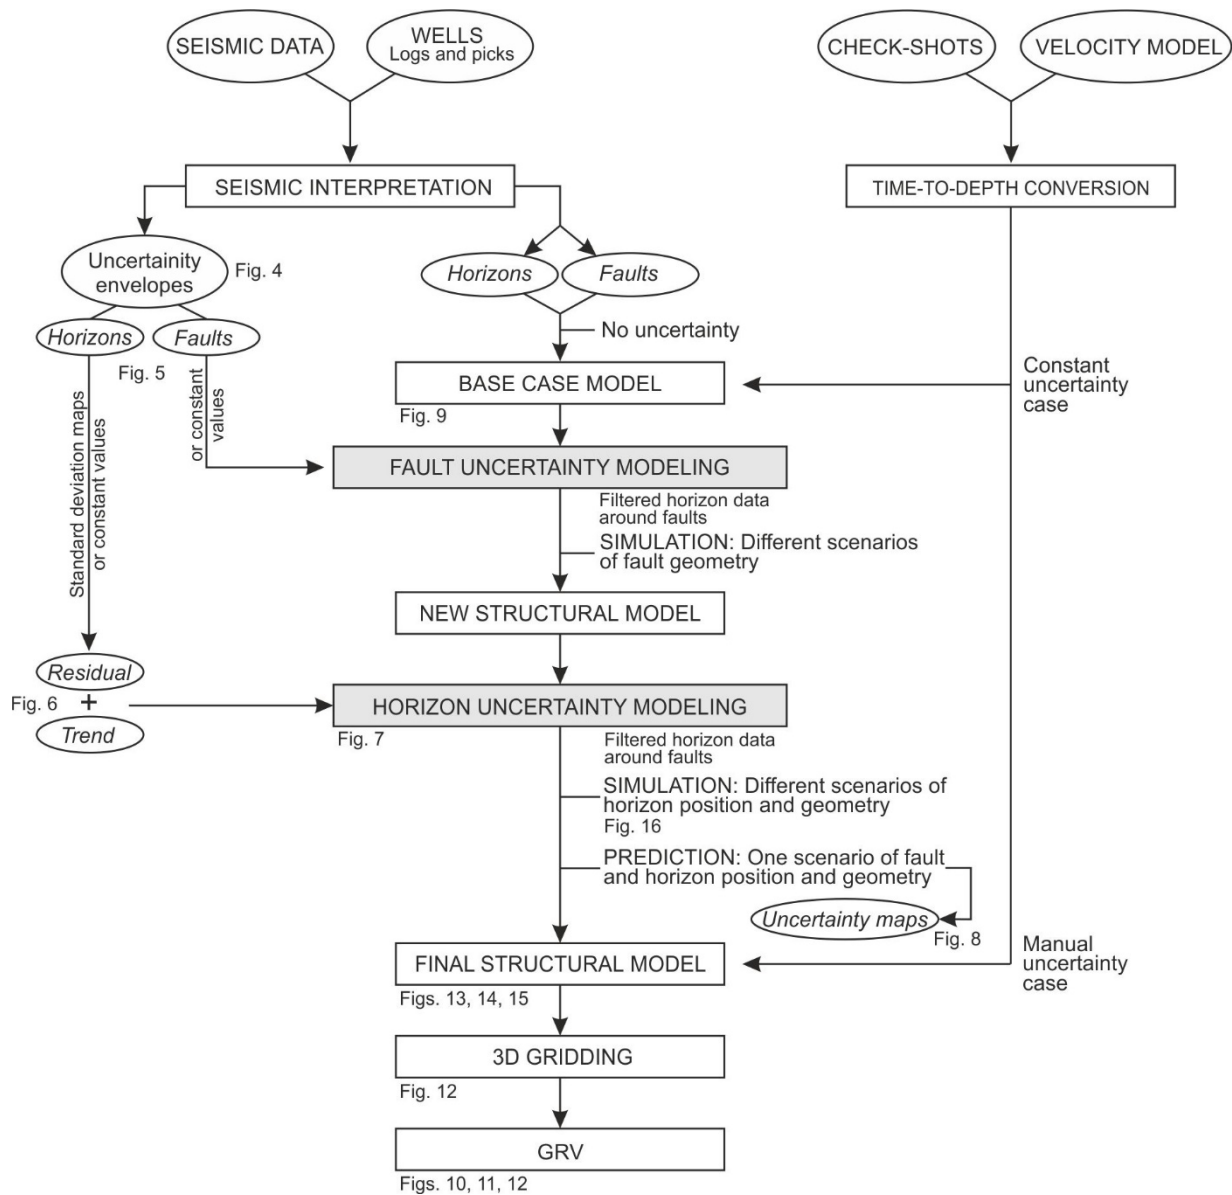 SEISMIC DATA
WELLS
Logs and picks
CHECK-SHOTS
VELOCITY MODEL
SEISMIC INTERPRETATION
TIME-TO-DEPTH CONVERSION
Uncertainity
envelopes
Fig. 4
Horizons
Faults
Horizons
Faults
Fig. 5
No uncertainty
BASE CASE MODEL
Fig. 9
Constant
uncertainty
case
Standard deviation maps
or constant values
or constant
values
FAULT UNCERTAINTY MODELING
Filtered horizon data
around faults
SIMULATION: Different scenarios
of fault geometry
NEW STRUCTURAL MODEL
Residual
Fig. 6
+
Trend
HORIZON UNCERTAINTY MODELING
Fig. 7
Filtered horizon data
around faults
SIMULATION: Different scenarios of
horizon position and geometry
Fig. 16
PREDICTION: One scenario of fault
and horizon position and geometry
Uncertainty maps
Fig. 8
FINAL STRUCTURAL MODEL
Figs. 13, 14, 15
Manual
uncertainty
case
3D GRIDDING
Fig. 12
GRV
Figs. 10, 11, 12